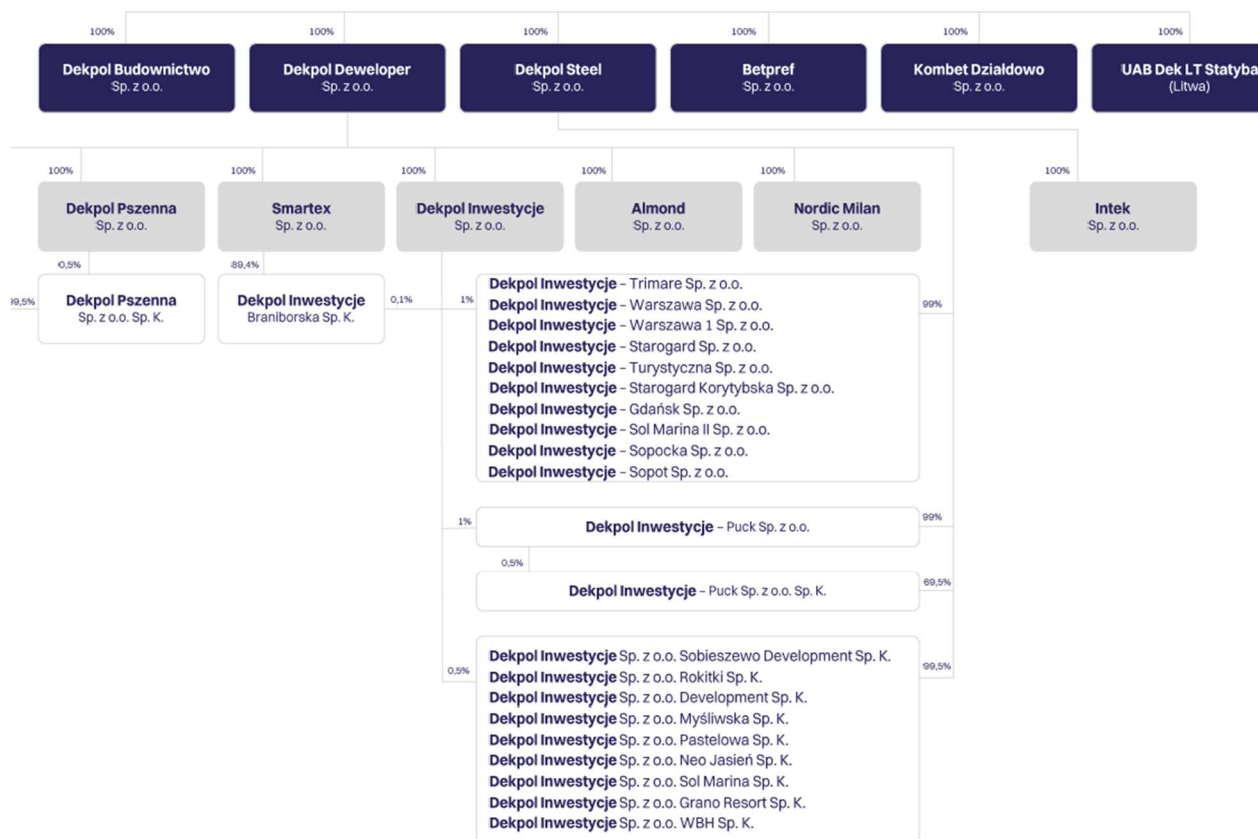 100% 100% 100% 100% 100% 100%
Dekpol Budownictwo
Sp. z o.o.
Dekpol Deweloper
Sp. z o.o.
Dekpol Steel
Sp. z o.o.
Betpref
Sp. z o.o.
Kombet Działdowo
Sp. z o.o.
UAB Dek LT Statyba
(Litwa)
100% 100% 100% 100% 100% 100%
Dekpol Pszenna
Sp. z o.o.
Smartex
Sp. z o.o.
Dekpol Inwestycje
Sp. z o.o.
Almond
Sp. z o.o.
Nordic Milan
Sp. z o.o.
Intek
Sp. z o.o.
0,5%
89,4%
99,5%
Dekpol Pszenna
Sp. z o.o. Sp. K.
Dekpol Inwestycje
Braniborska Sp. K.
0,1%
1%
Dekpol Inwestycje – Trimare Sp. z o.o.
Dekpol Inwestycje – Warszawa Sp. z o.o.
Dekpol Inwestycje – Warszawa 1 Sp. z o.o.
Dekpol Inwestycje – Starogard Sp. z o.o.
Dekpol Inwestycje – Turystyczna Sp. z o.o.
Dekpol Inwestycje – Starogard Korytybska Sp. z o.o.
Dekpol Inwestycje – Gdańsk Sp. z o.o.
Dekpol Inwestycje – Sol Marina II Sp. z o.o.
Dekpol Inwestycje – Sopocka Sp. z o.o.
Dekpol Inwestycje – Sopot Sp. z o.o.
99%
1%
Dekpol Inwestycje – Puck Sp. z o.o.
99%
0,5%
Dekpol Inwestycje – Puck Sp. z o.o. Sp. K.
69,5%
0,5%
Dekpol Inwestycje Sp. z o.o. Sobieszewo Development Sp. K.
Dekpol Inwestycje Sp. z o.o. Rokitki Sp. K.
Dekpol Inwestycje Sp. z o.o. Development Sp. K.
Dekpol Inwestycje Sp. z o.o. Myśliwska Sp. K.
Dekpol Inwestycje Sp. z o.o. Pastelowa Sp. K.
Dekpol Inwestycje Sp. z o.o. Neo Jasień Sp. K.
Dekpol Inwestycje Sp. z o.o. Sol Marina Sp. K.
Dekpol Inwestycje Sp. z o.o. Grano Resort Sp. K.
Dekpol Inwestycje Sp. z o.o. WBH Sp. K.
99,5%